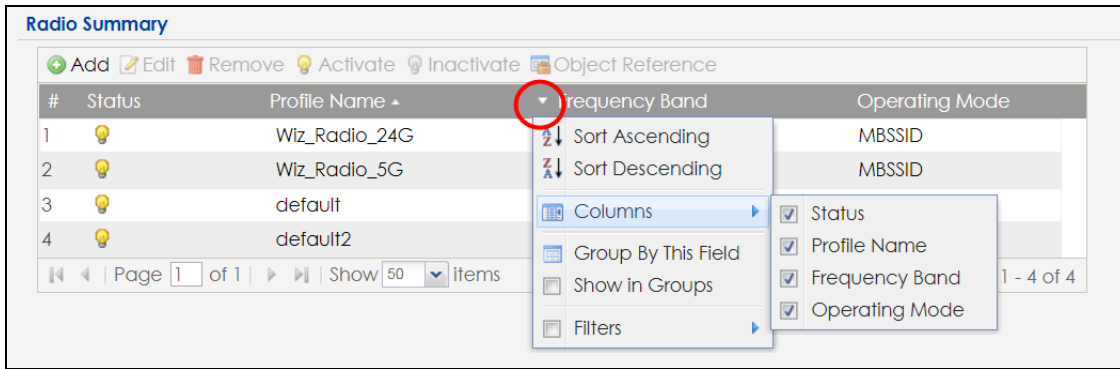 Radio Summary
Add Edit Remove Activate Inactivate Object Reference
# Status Profile Name Frequency Band Operating Mode
1 Wiz_Radio_24G MBSSID
2 Wiz_Radio_5G MBSSID
3 default
4 default2
Page 1 of 1 Show 50 items 1 - 4 of 4
Sort Ascending
Sort Descending
Columns
Group By This Field
Show in Groups
Filters
Status
Profile Name
Frequency Band
Operating Mode